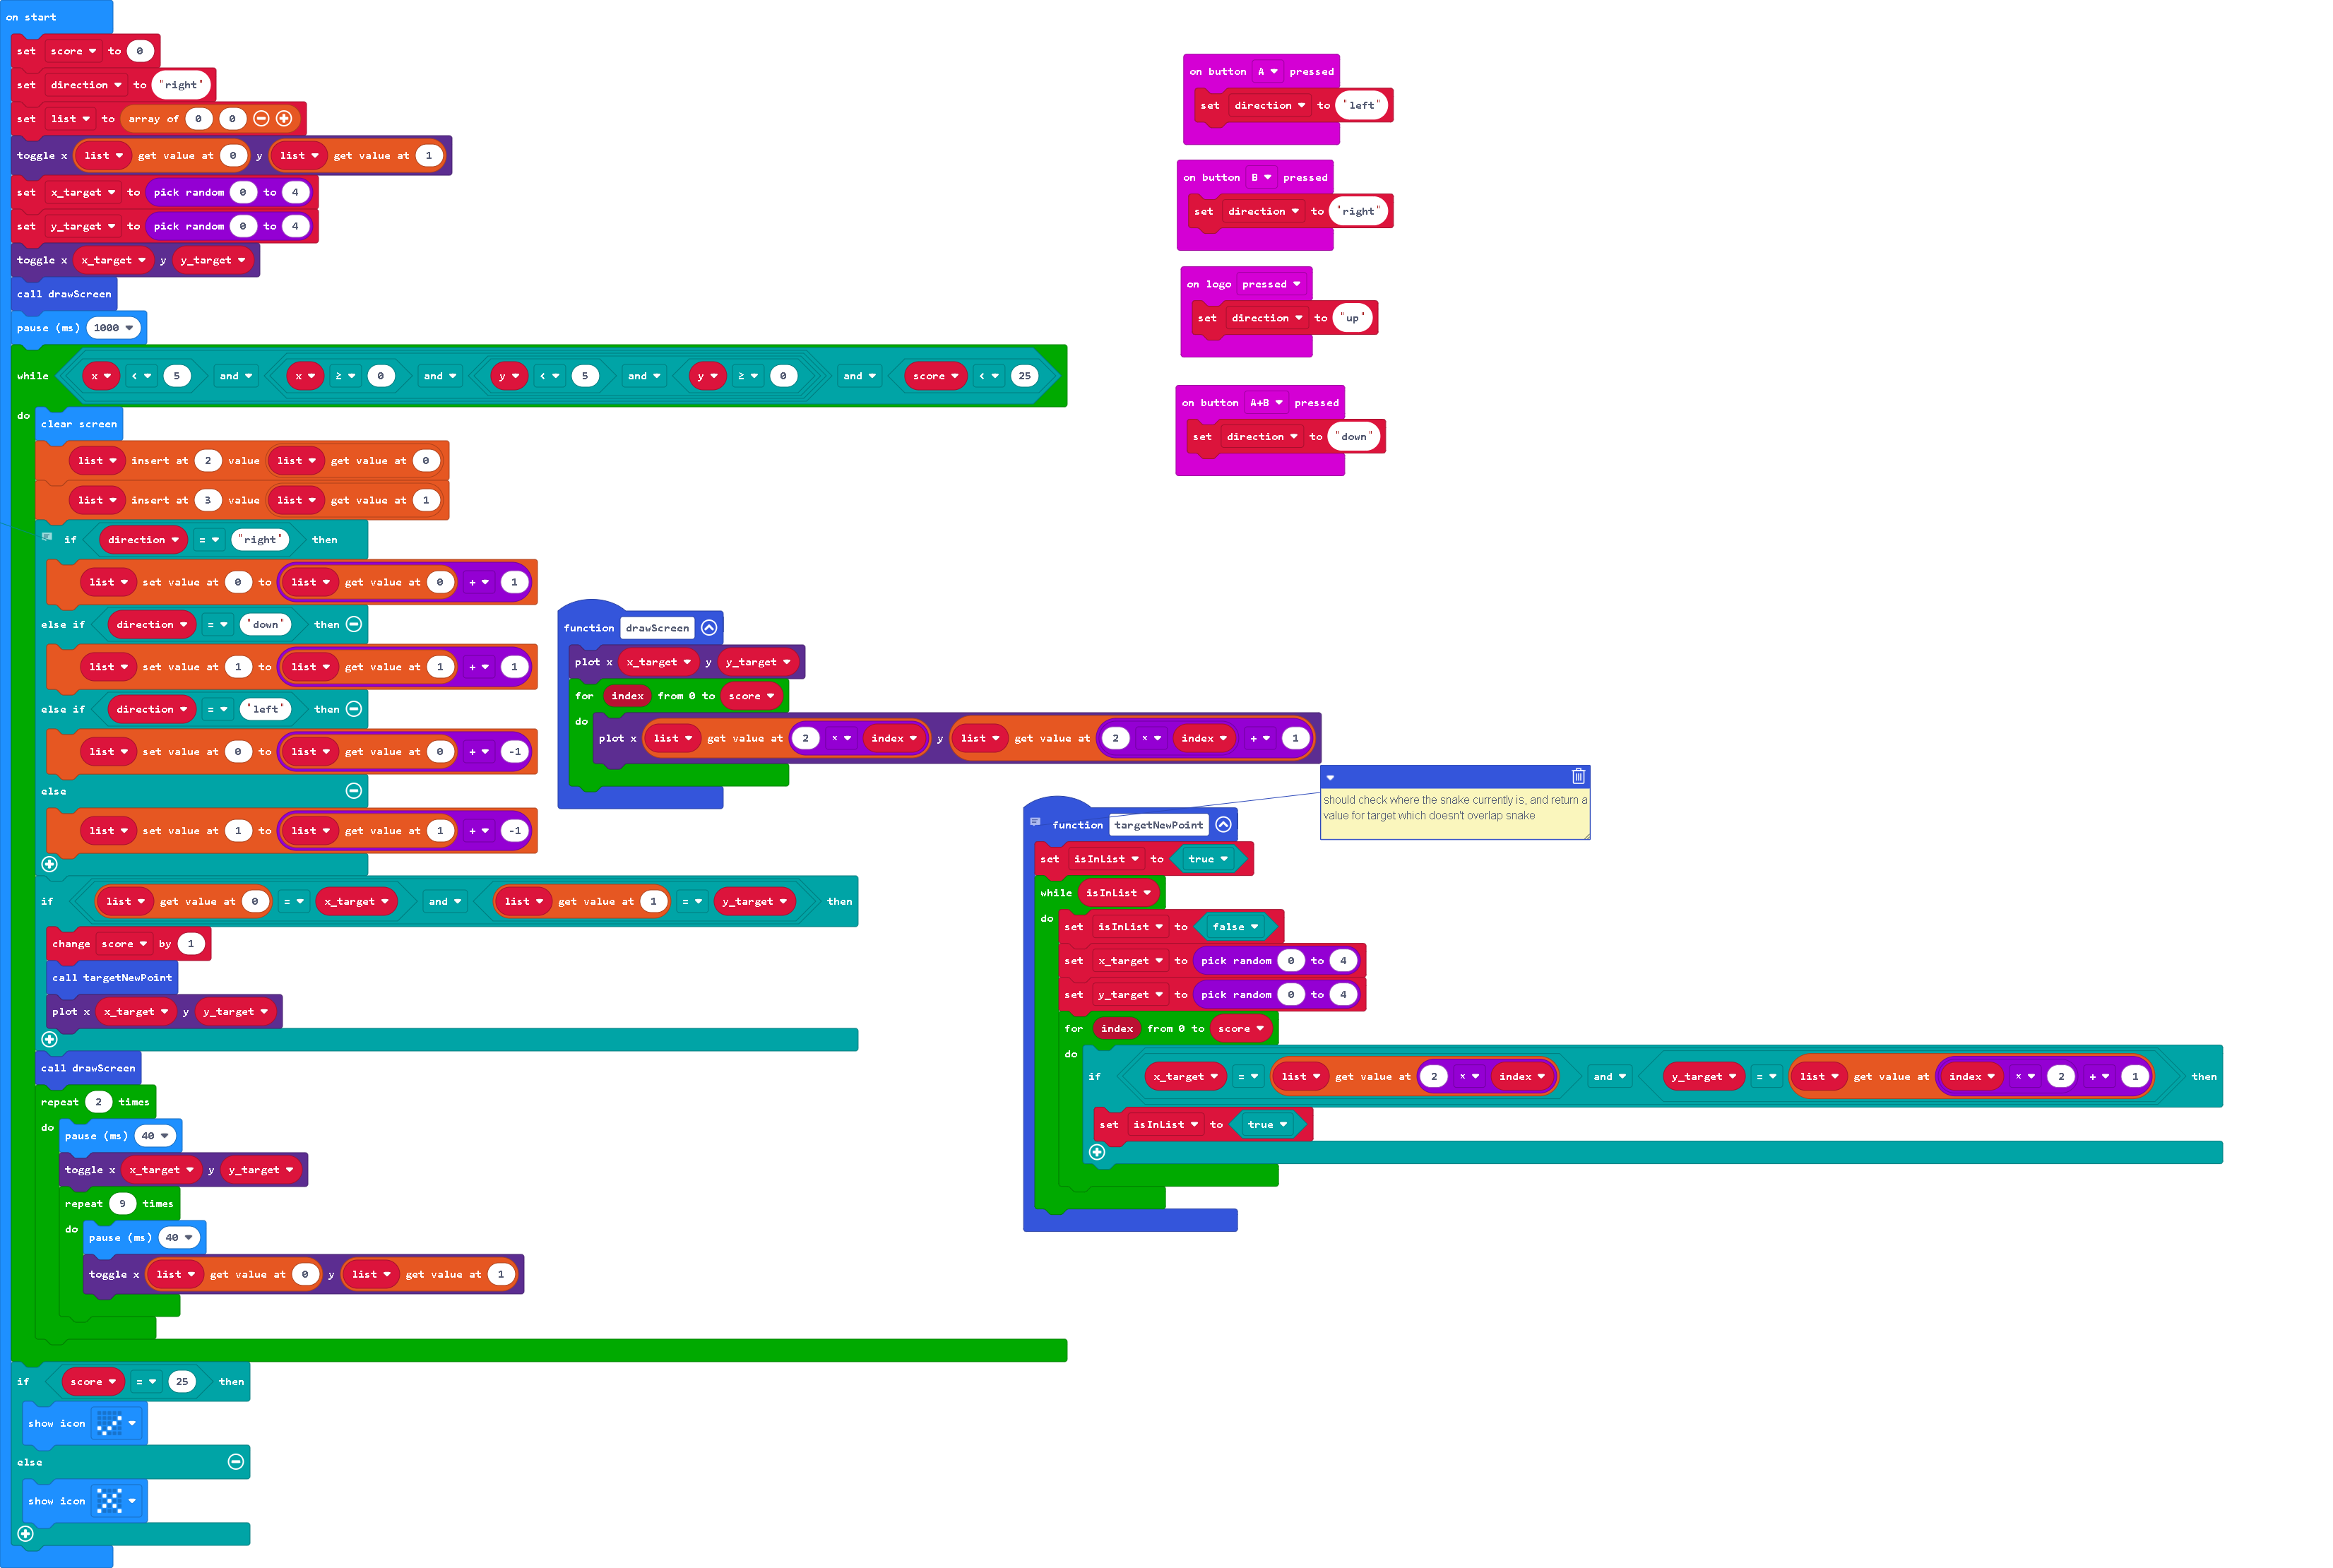 on start
set score to 0
set direction to "right"
set list to array of 0 0
toggle x list get value at 0 y list get value at 1
set x_target to pick random 0 to 4
set y_target to pick random 0 to 4
toggle x x_target y y_target
call drawScreen
pause (ms) 1000
while x < 5 and x ≥ 0 and y < 5 and y ≥ 0 and score < 25
do
clear screen
list insert at 2 value list get value at 0
list insert at 3 value list get value at 1
if direction = "right" then
list set value at 0 to list get value at 0 + 1
else if direction = "down" then
list set value at 1 to list get value at 1 + 1
else if direction = "left" then
list set value at 0 to list get value at 0 + -1
else
list set value at 1 to list get value at 1 + -1
if list get value at 0 = x_target and list get value at 1 = y_target then
change score by 1
call targetNewPoint
plot x x_target y y_target
call drawScreen
repeat 2 times
do
pause (ms) 40
toggle x x_target y y_target
repeat 9 times
do
pause (ms) 40
toggle x list get value at 0 y list get value at 1
if score = 25 then
show icon
else
show icon
on button A pressed
set direction to "left"
on button B pressed
set direction to "right"
on logo pressed
set direction to "up"
on button A+B pressed
set direction to "down"
function drawScreen
plot x x_target y y_target
for index from 0 to score
do
plot x list get value at 2 × index y list get value at 2 × index + 1
should check where the snake currently is, and return a
value for target which doesn't overlap snake
function targetNewPoint
set isInList to true
while isInList
do
set isInList to false
set x_target to pick random 0 to 4
set y_target to pick random 0 to 4
for index from 0 to score
do
if x_target = list get value at 2 × index and y_target = list get value at index × 2 + 1 then
set isInList to true